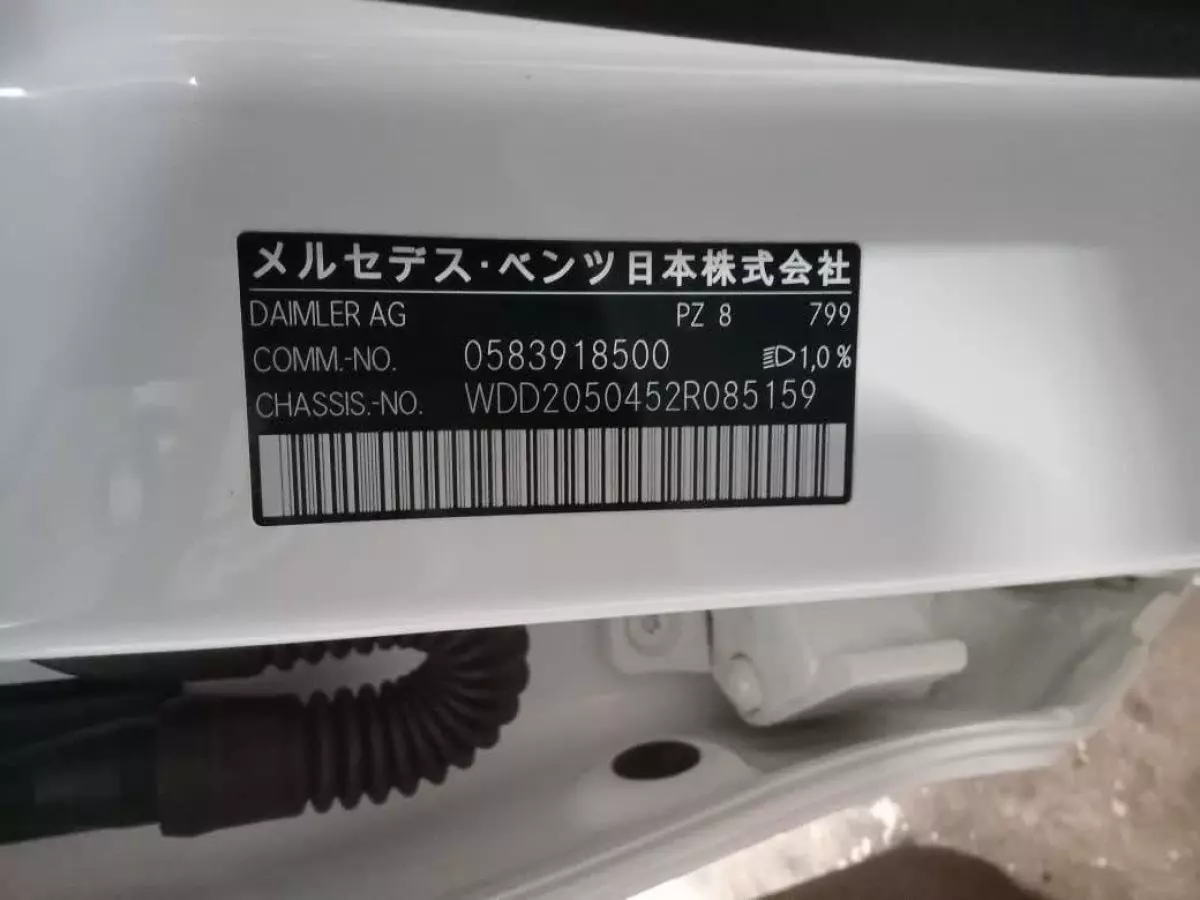 メルセデス・ベンツ日本株式会社
DAIMLER AG PZ 8 799
COMM.-NO. 0583918500 1,0 %
CHASSIS.-NO. WDD2050452R085159